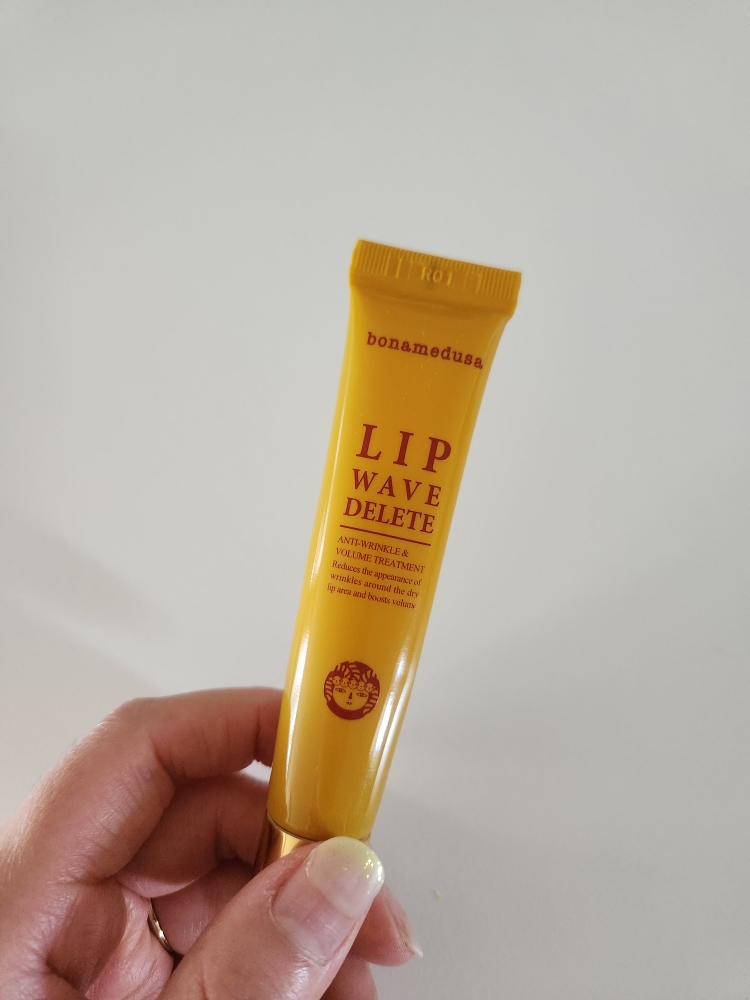 R01
bonamedusa
LIP
WAVE
DELETE
ANTI-WRINKLE &
VOLUME TREATMENT
Reduces the appearance of
wrinkles around the dry
lip area and boosts volume